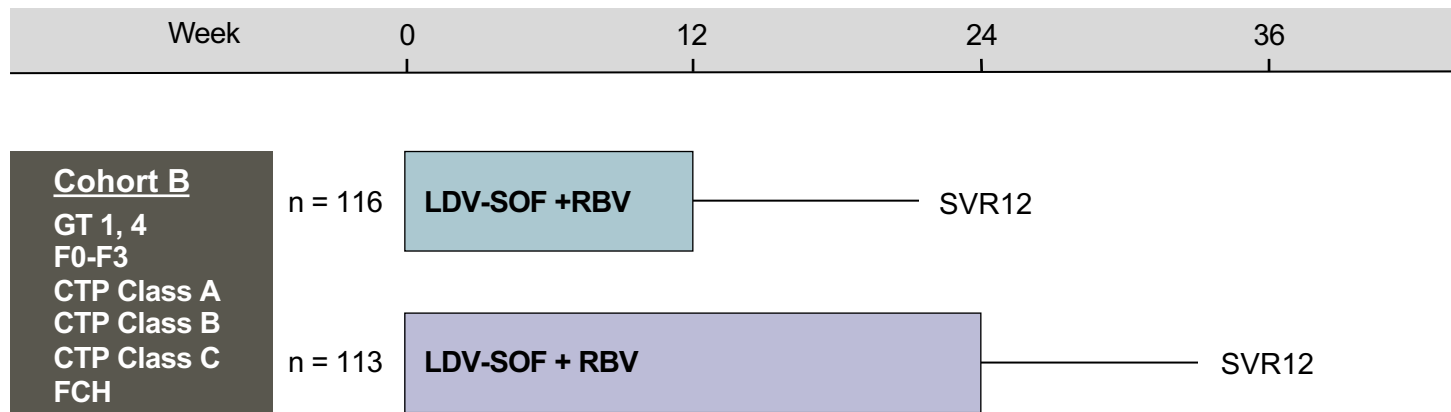 Week 0 12 24 36
Cohort B
GT 1, 4
F0-F3
CTP Class A
CTP Class B
CTP Class C
FCH
n = 116 LDV-SOF +RBV SVR12
n = 113 LDV-SOF + RBV SVR12